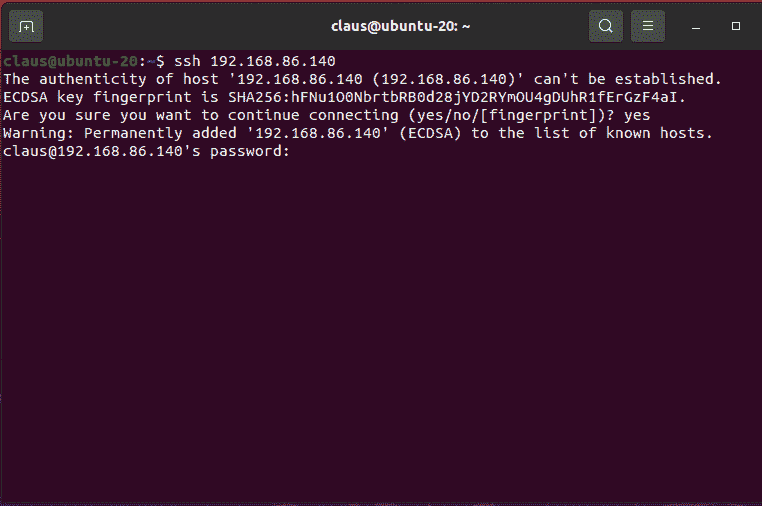 claus@ubuntu-20: ~
claus@ubuntu-20:~$ ssh 192.168.86.140
The authenticity of host '192.168.86.140 (192.168.86.140)' can't be established.
ECDSA key fingerprint is SHA256:hFNu1O0NbrtbRB0d28jYD2RYmOU4gDUhR1fErGzF4aI.
Are you sure you want to continue connecting (yes/no/[fingerprint])? yes
Warning: Permanently added '192.168.86.140' (ECDSA) to the list of known hosts.
claus@192.168.86.140's password: